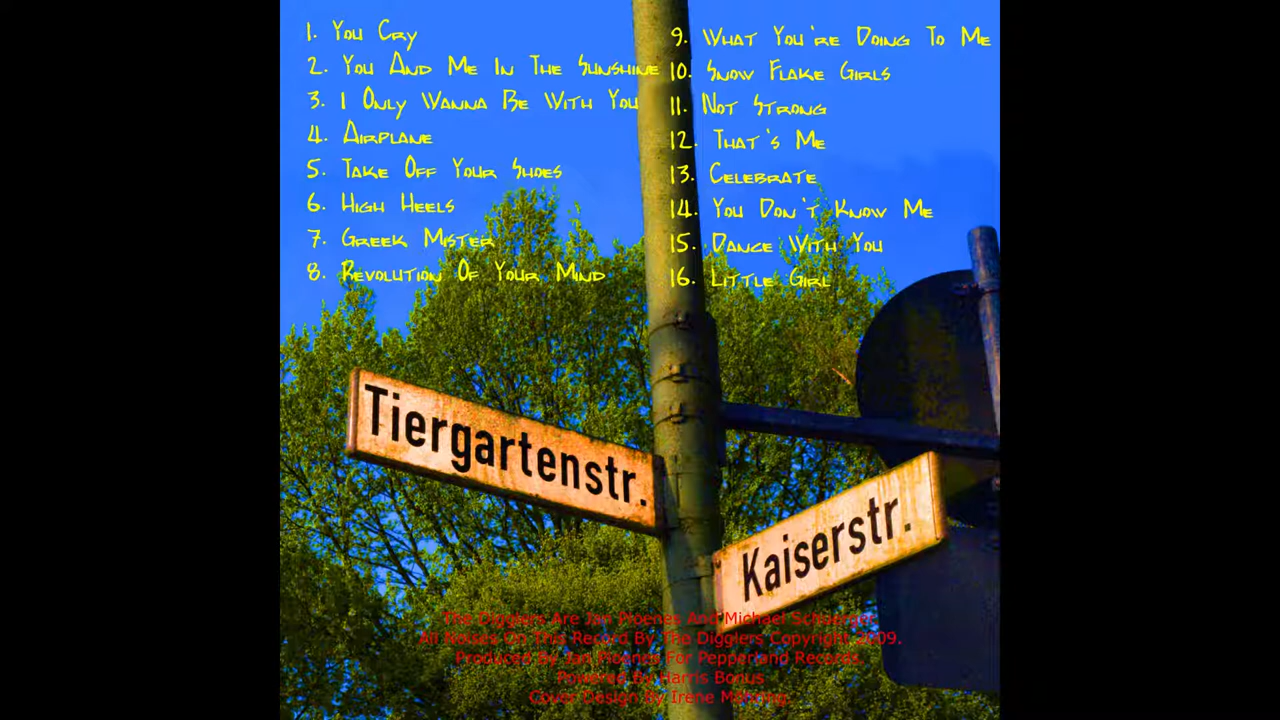 1. You Cry
2. You And Me In The Sunshine
3. I Only Wanna Be With You
4. Airplane
5. Take Off Your Shoes
6. High Heels
7. Greek Mister
8. Revolution Of Your Mind
9. What You're Doing To Me
10. Snow Flake Girls
11. Not Strong
12. That's Me
13. Celebrate
14. You Don't Know Me
15. Dance With You
16. Little Girl
Tiergartenstr.
Kaiserstr.
The Digglers Are Jan Ploenes And Michael Schoerger.
All Noises On This Record By The Digglers Copyright 2009.
Produced By Jan Ploenes For Pepperland Records.
Powered By Harris Bonus
Cover Design By Irene Möhring.